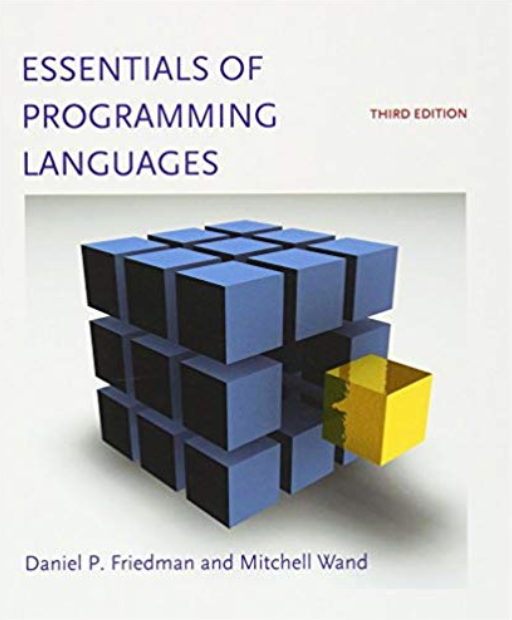 ESSENTIALS OF
PROGRAMMING
LANGUAGES
THIRD EDITION
Daniel P. Friedman and Mitchell Wand